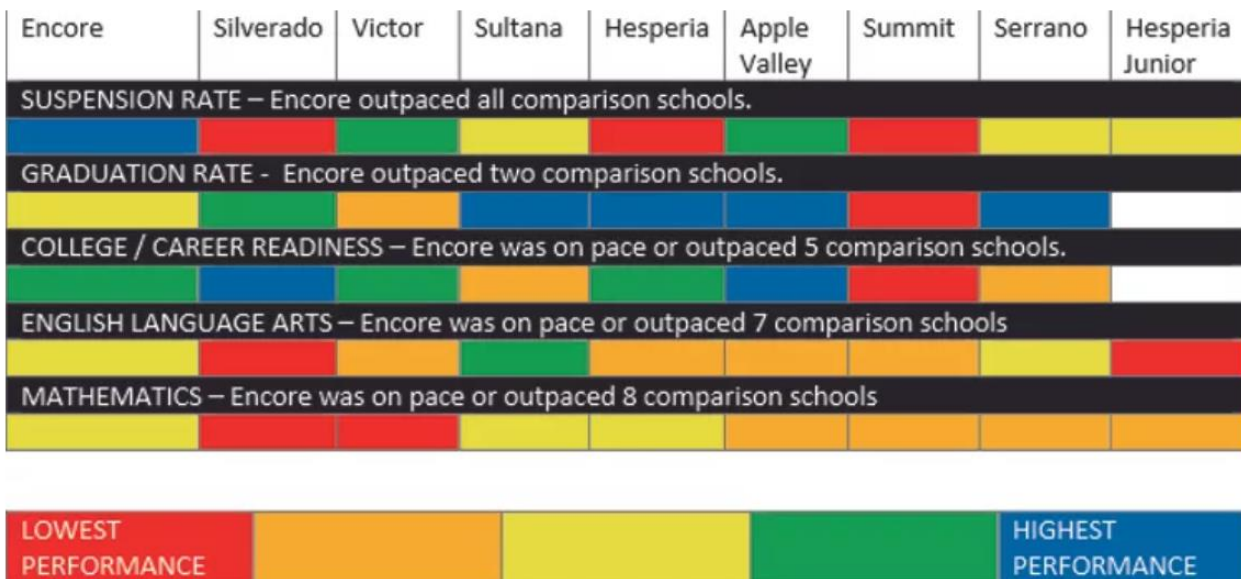 Encore Silverado Victor Sultana Hesperia Apple Valley Summit Serrano Hesperia Junior
SUSPENSION RATE – Encore outpaced all comparison schools.
GRADUATION RATE - Encore outpaced two comparison schools.
COLLEGE / CAREER READINESS – Encore was on pace or outpaced 5 comparison schools.
ENGLISH LANGUAGE ARTS – Encore was on pace or outpaced 7 comparison schools
MATHEMATICS – Encore was on pace or outpaced 8 comparison schools
LOWEST PERFORMANCE
HIGHEST PERFORMANCE